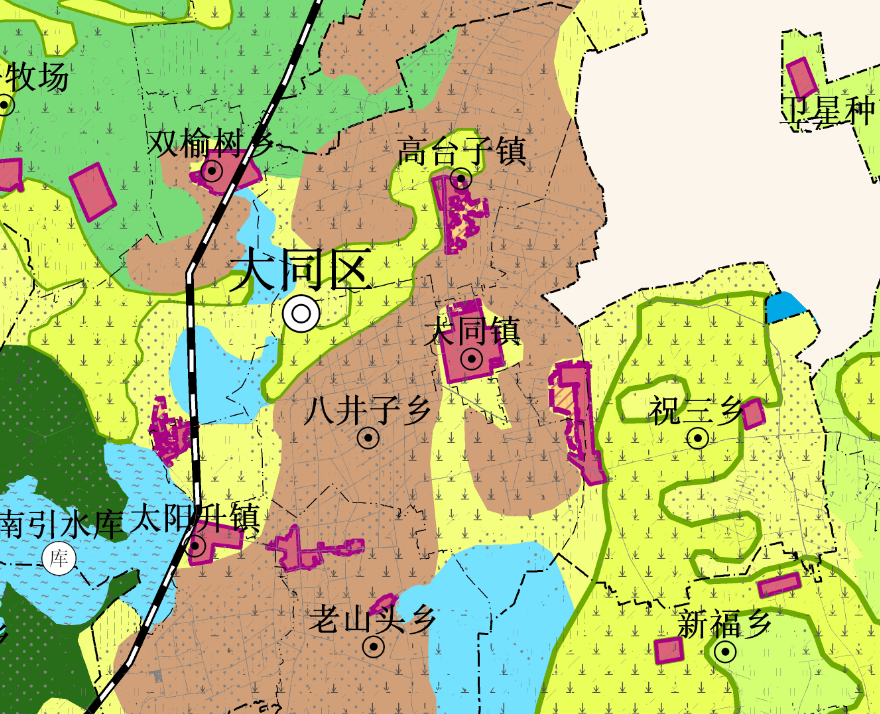 牧场
卫星种
双榆树乡
高台子镇
大同区
大同镇
八井子乡
祝三乡
南引水库
太阳升镇
库
老山头乡
新福乡